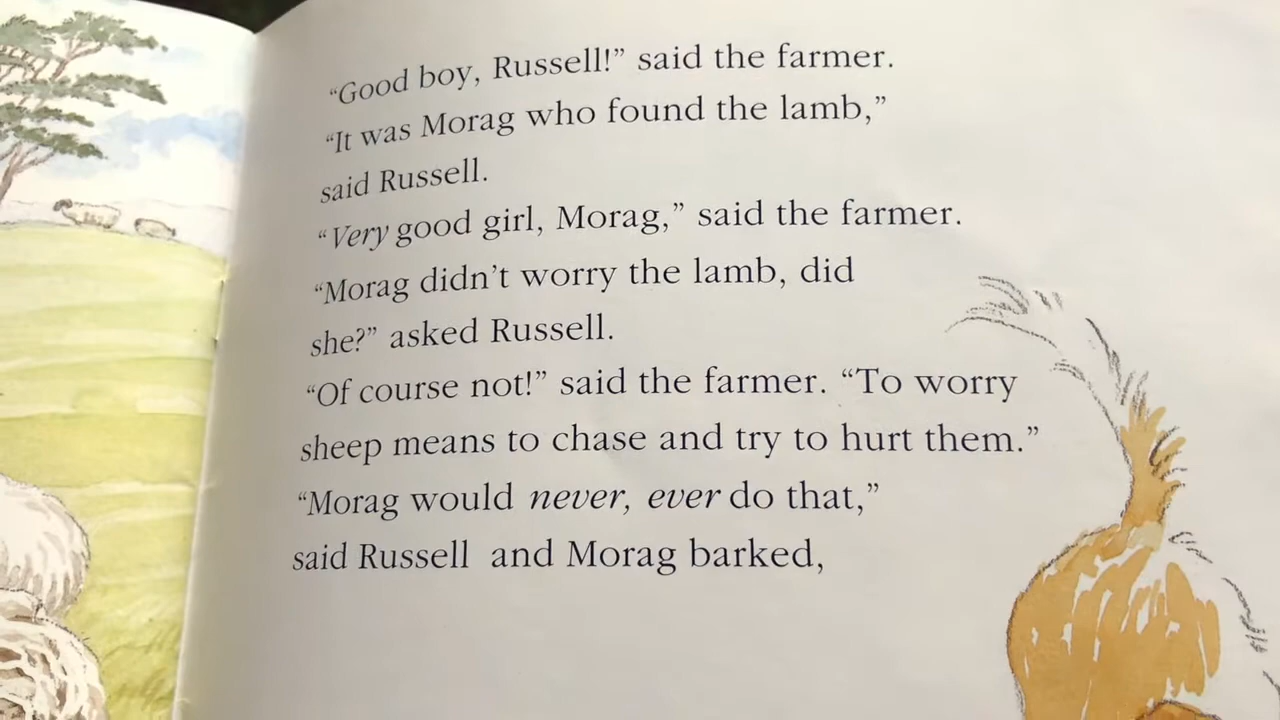 “Good boy, Russell!” said the farmer.
“It was Morag who found the lamb,”
said Russell.
“Very good girl, Morag,” said the farmer.
“Morag didn’t worry the lamb, did
she?” asked Russell.
“Of course not!” said the farmer. “To worry
sheep means to chase and try to hurt them.”
“Morag would never, ever do that,”
said Russell and Morag barked,